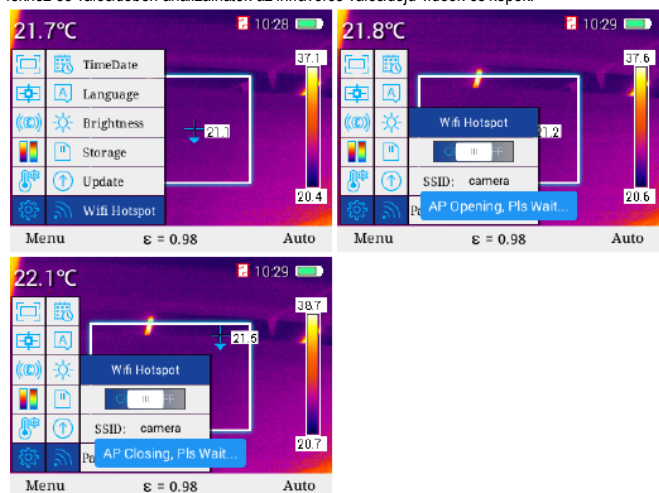 21.7°C 10:28
37.1
TimeDate
Language
Brightness
21.1
Storage
Update
20.4
Wifi Hotspot
Menu ε = 0.98 Auto
21.8°C 10:29
37.6
Wifi Hotspot
21.2
SSID: camera
20.6
AP Opening, Pls Wait...
Menu ε = 0.98 Auto
22.1°C 10:29
38.7
21.6
Wifi Hotspot
SSID: camera
20.7
AP Closing, Pls Wait...
Menu ε = 0.98 Auto